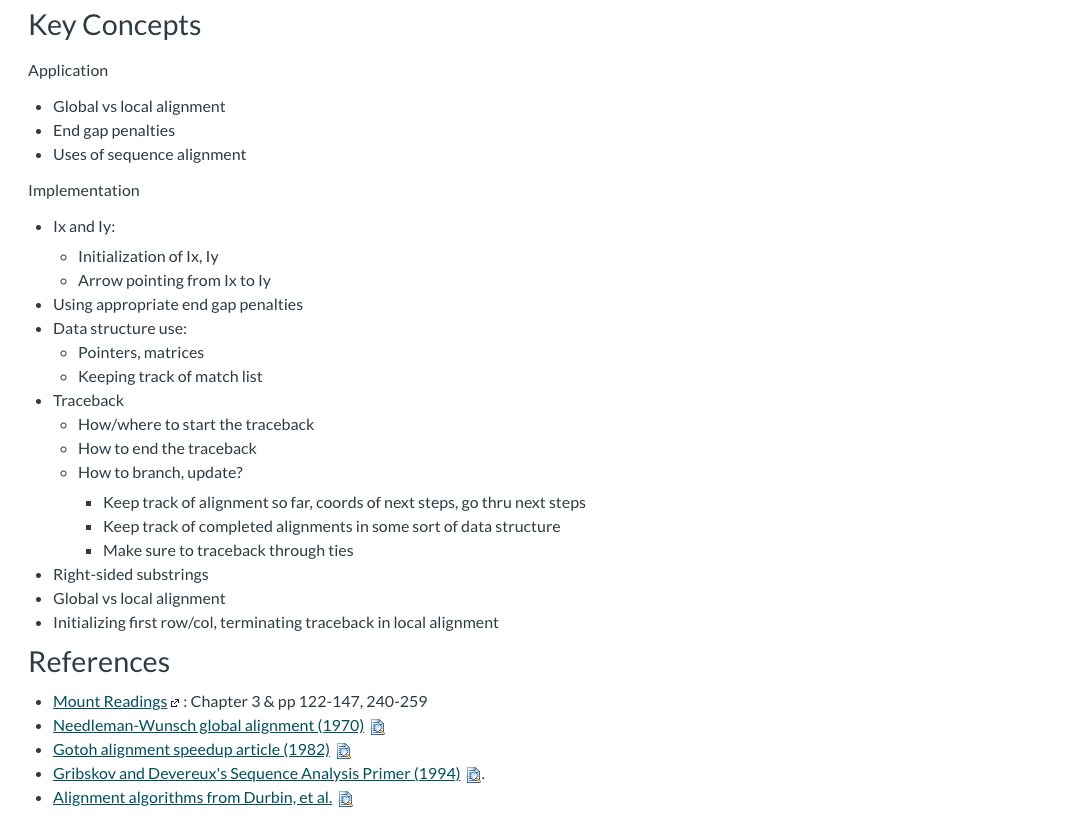 Key Concepts
Application
Global vs local alignment
End gap penalties
Uses of sequence alignment
Implementation
Ix and Iy:
Initialization of Ix, Iy
Arrow pointing from Ix to Iy
Using appropriate end gap penalties
Data structure use:
Pointers, matrices
Keeping track of match list
Traceback
How/where to start the traceback
How to end the traceback
How to branch, update?
Keep track of alignment so far, coords of next steps, go thru next steps
Keep track of completed alignments in some sort of data structure
Make sure to traceback through ties
Right-sided substrings
Global vs local alignment
Initializing first row/col, terminating traceback in local alignment
References
Mount Readings : Chapter 3 & pp 122-147, 240-259
Needleman-Wunsch global alignment (1970)
Gotoh alignment speedup article (1982)
Gribskov and Devereux's Sequence Analysis Primer (1994) .
Alignment algorithms from Durbin, et al.